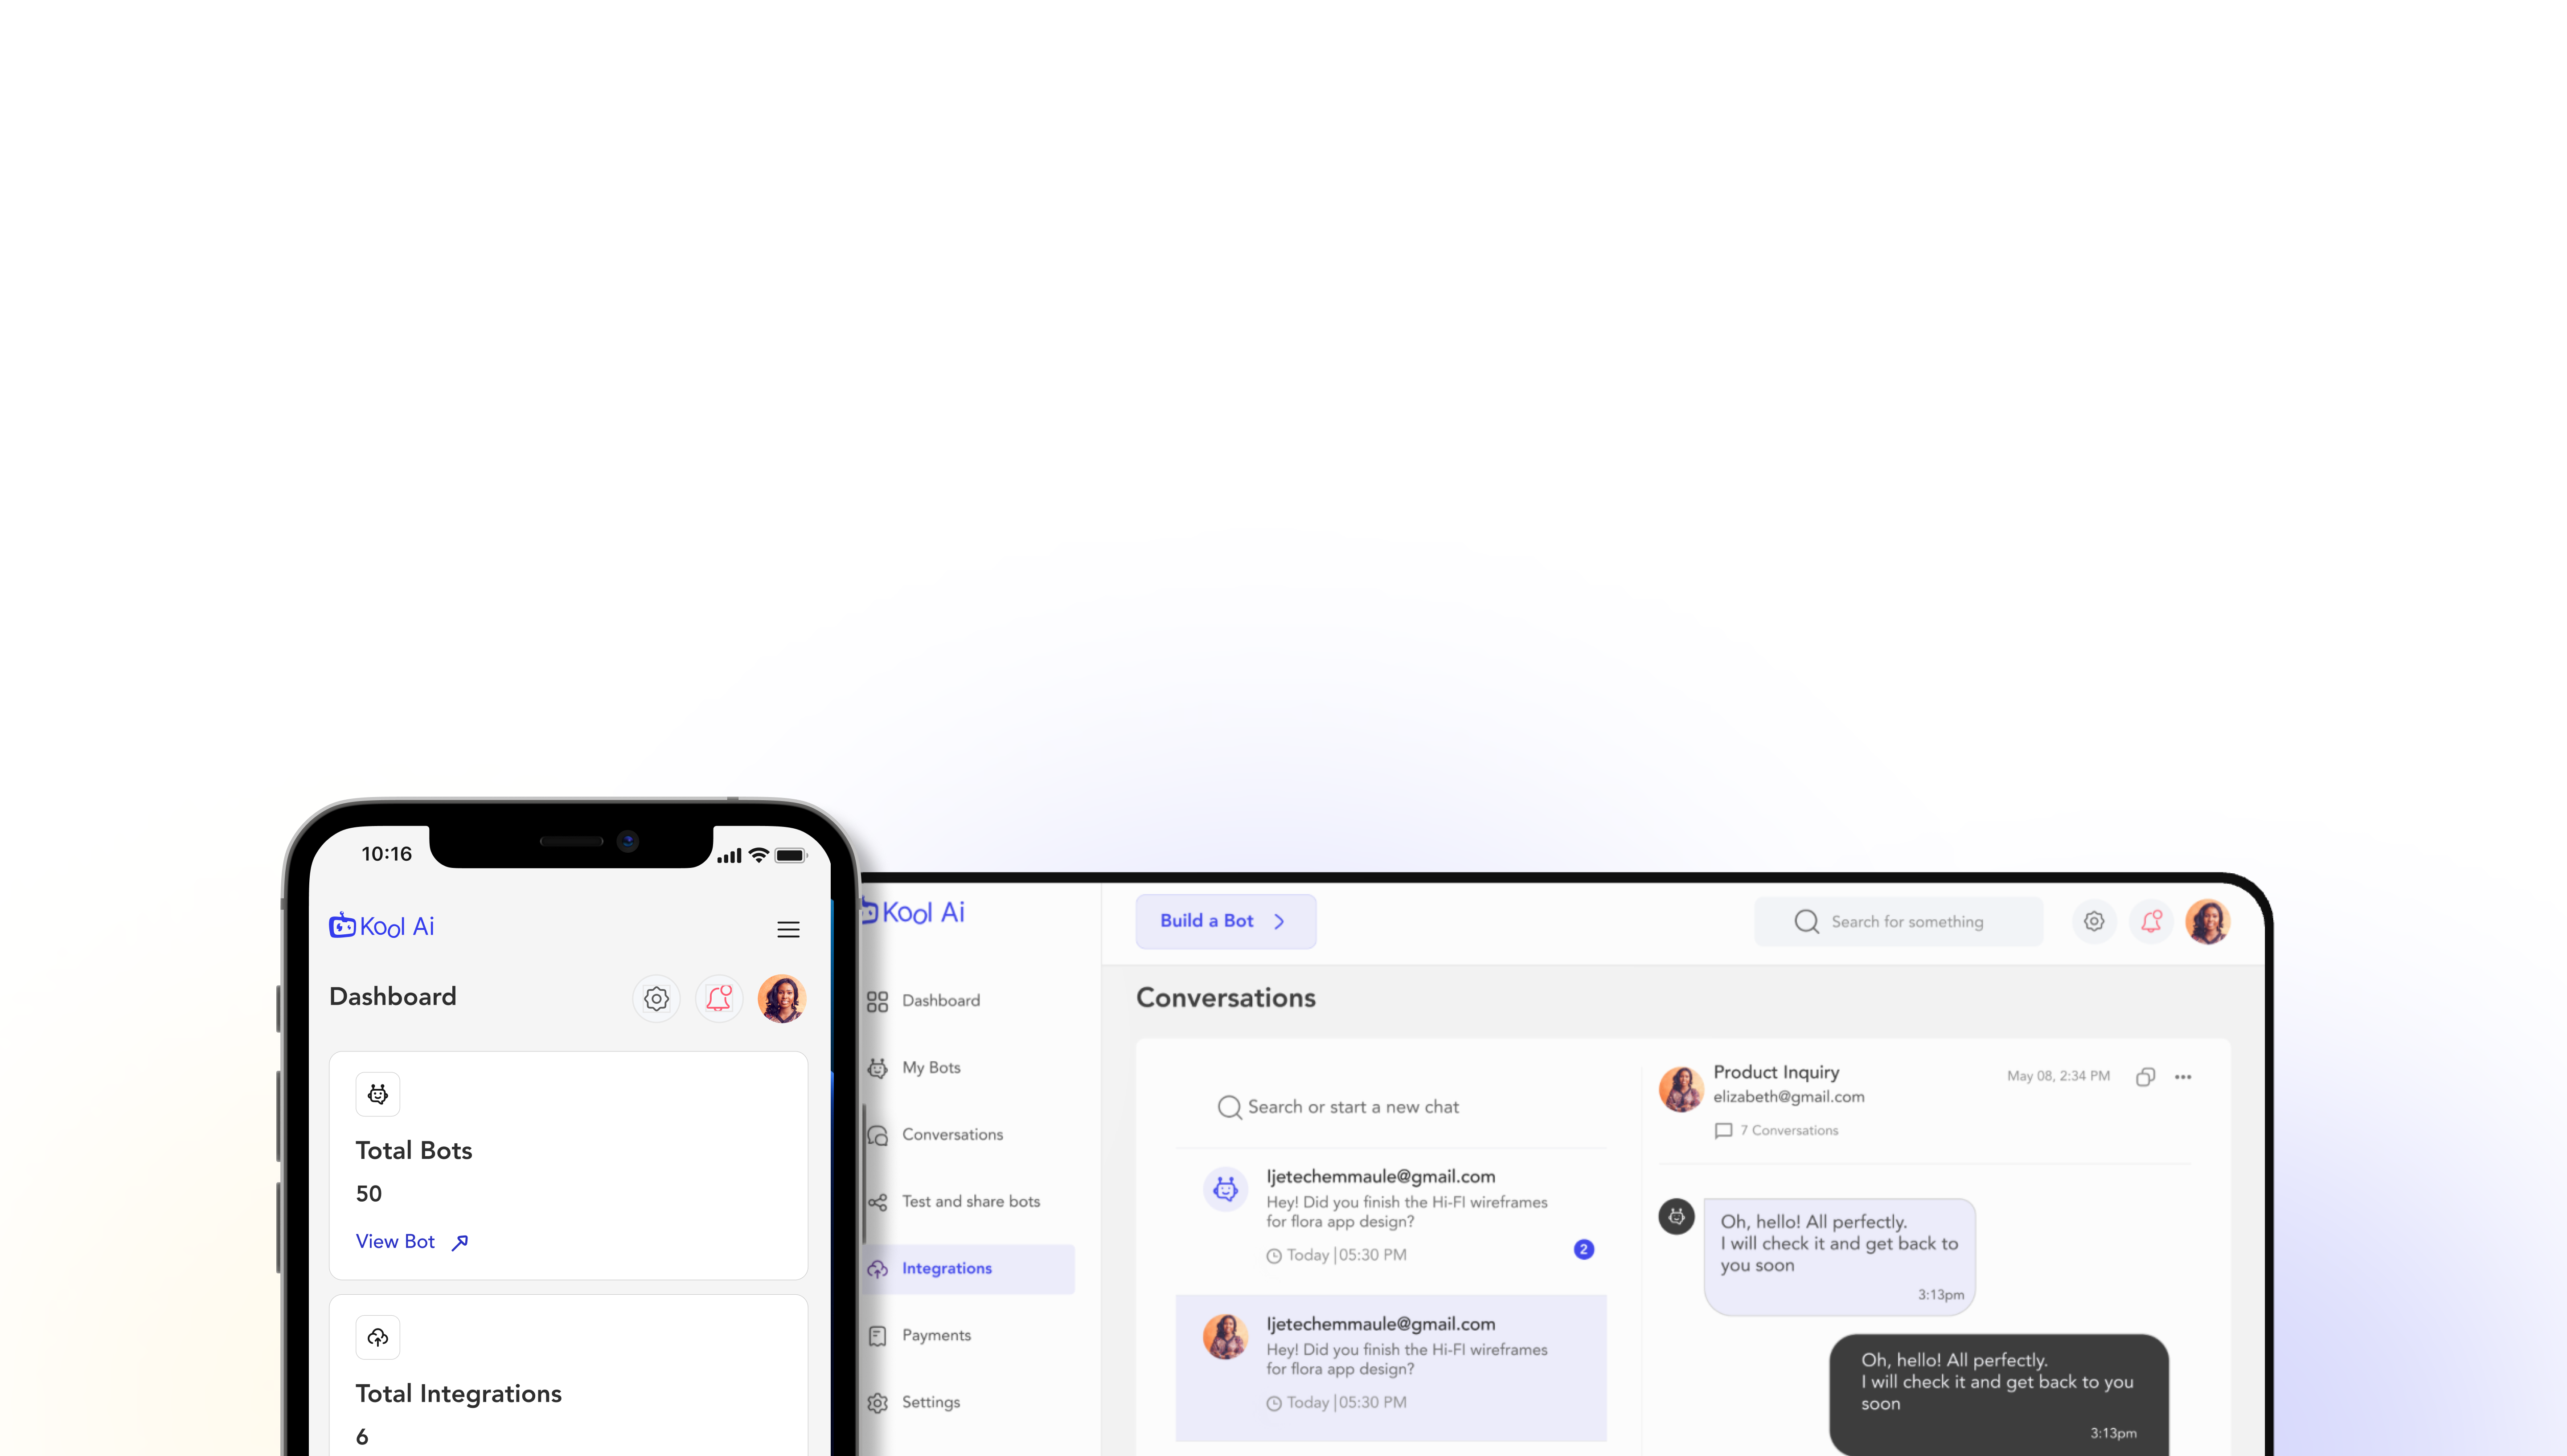 10:16
Kool Ai
Dashboard
Total Bots
50
View Bot
Total Integrations
6
Kool Ai
Dashboard
My Bots
Conversations
Test and share bots
Integrations
Payments
Settings
Build a Bot
Search for something
Conversations
Search or start a new chat
Ijetechemmaule@gmail.com
Hey! Did you finish the Hi-FI wireframes
for flora app design?
Today |05:30 PM
2
Ijetechemmaule@gmail.com
Hey! Did you finish the Hi-FI wireframes
for flora app design?
Today |05:30 PM
Product Inquiry
May 08, 2:34 PM
elizabeth@gmail.com
7 Conversations
Oh, hello! All perfectly.
I will check it and get back to
you soon
3:13pm
Oh, hello! All perfectly.
I will check it and get back to you
soon
3:13pm